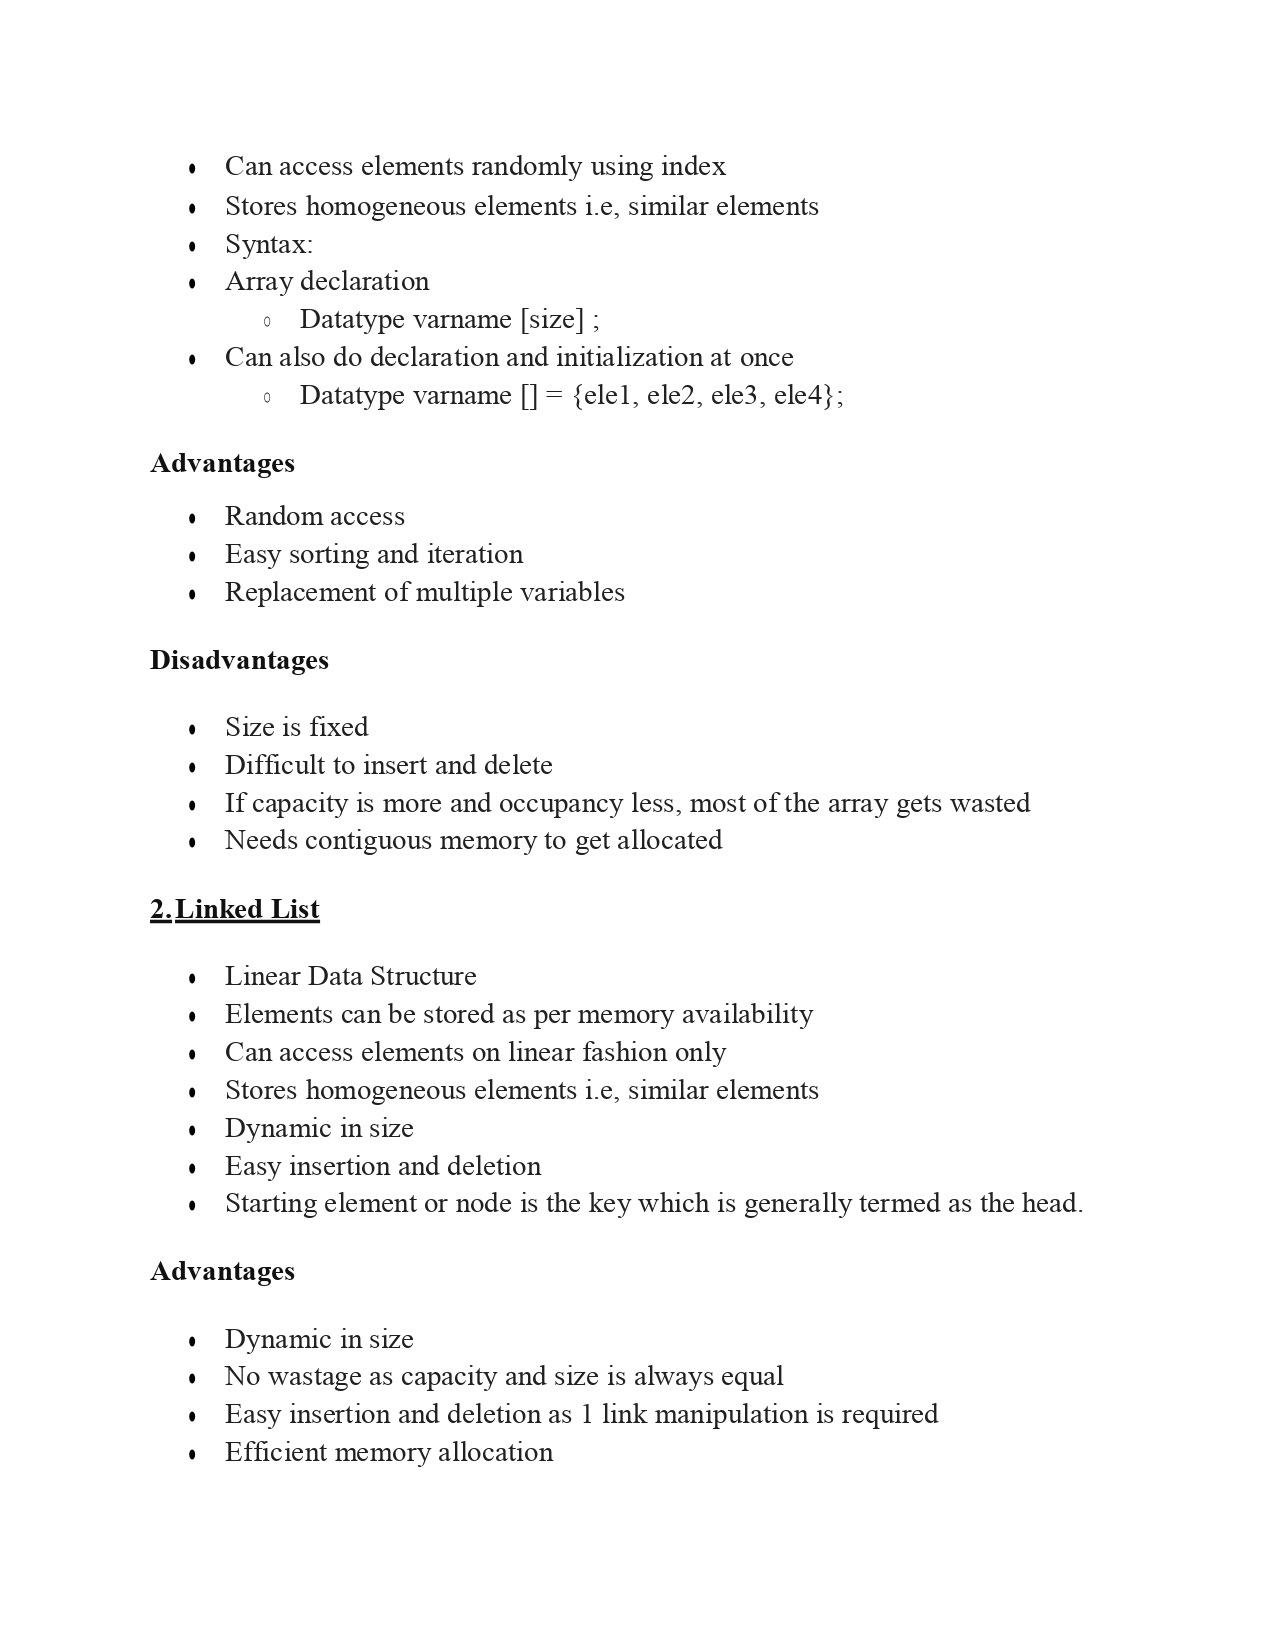 • Can access elements randomly using index
• Stores homogeneous elements i.e, similar elements
• Syntax:
• Array declaration
○ Datatype varname [size] ;
• Can also do declaration and initialization at once
○ Datatype varname [] = {ele1, ele2, ele3, ele4};
Advantages
• Random access
• Easy sorting and iteration
• Replacement of multiple variables
Disadvantages
• Size is fixed
• Difficult to insert and delete
• If capacity is more and occupancy less, most of the array gets wasted
• Needs contiguous memory to get allocated
2. Linked List
• Linear Data Structure
• Elements can be stored as per memory availability
• Can access elements on linear fashion only
• Stores homogeneous elements i.e, similar elements
• Dynamic in size
• Easy insertion and deletion
• Starting element or node is the key which is generally termed as the head.
Advantages
• Dynamic in size
• No wastage as capacity and size is always equal
• Easy insertion and deletion as 1 link manipulation is required
• Efficient memory allocation